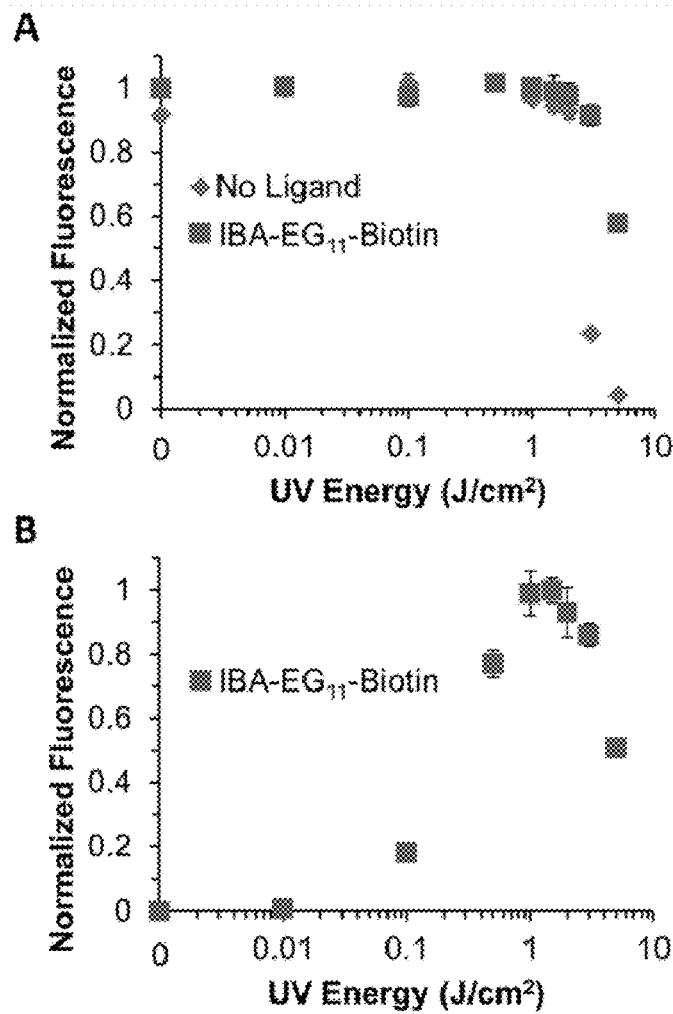 A
Normalized Fluorescence
1
0.8
0.6
0.4
0.2
0
No Ligand
IBA-EG₁₁-Biotin
0 0.01 0.1 1 10
UV Energy (J/cm²)
B
Normalized Fluorescence
1
0.8
0.6
0.4
0.2
0
IBA-EG₁₁-Biotin
0 0.01 0.1 1 10
UV Energy (J/cm²)